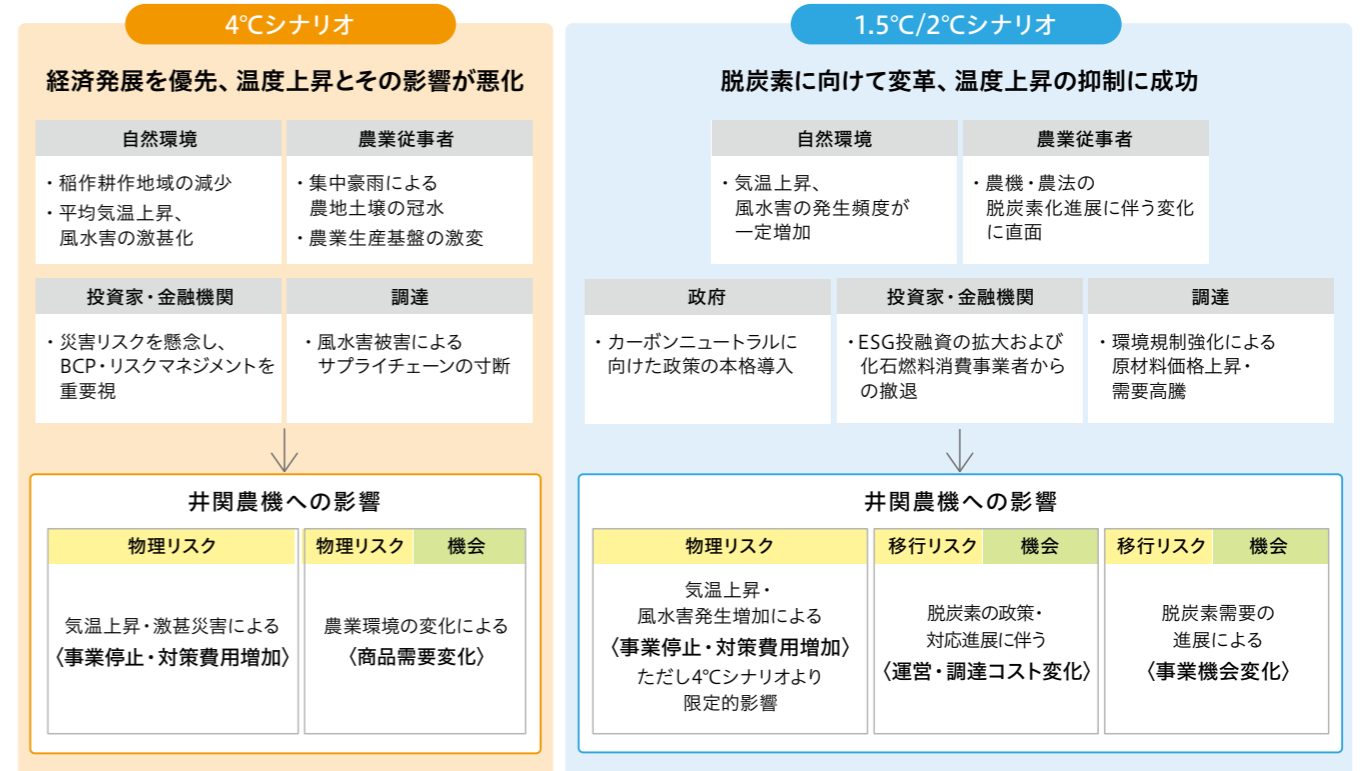 4℃シナリオ
経済発展を優先、温度上昇とその影響が悪化
自然環境
・稲作耕作地域の減少
・平均気温上昇、
風水害の激甚化
農業従事者
・集中豪雨による
農地土壌の冠水
・農業生産基盤の激変
投資家・金融機関
・災害リスクを懸念し、
BCP・リスクマネジメントを
重要視
調達
・風水害被害による
サプライチェーンの寸断
井関農機への影響
物理リスク
気温上昇・激甚災害による
〈事業停止・対策費用増加〉
物理リスク 機会
農業環境の変化による
〈商品需要変化〉
1.5℃/2℃シナリオ
脱炭素に向けて変革、温度上昇の抑制に成功
自然環境
・気温上昇、
風水害の発生頻度が
一定増加
農業従事者
・農機・農法の
脱炭素化進展に伴う変化
に直面
政府
・カーボンニュートラルに
向けた政策の本格導入
投資家・金融機関
・ESG投融資の拡大および
化石燃料消費事業者から
の撤退
調達
・環境規制強化による
原材料価格上昇・
需要高騰
井関農機への影響
物理リスク
気温上昇・
風水害発生増加による
〈事業停止・対策費用増加〉
ただし4℃シナリオより
限定的影響
移行リスク 機会
脱炭素の政策・
対応進展に伴う
〈運営・調達コスト変化〉
移行リスク 機会
脱炭素需要の
進展による
〈事業機会変化〉